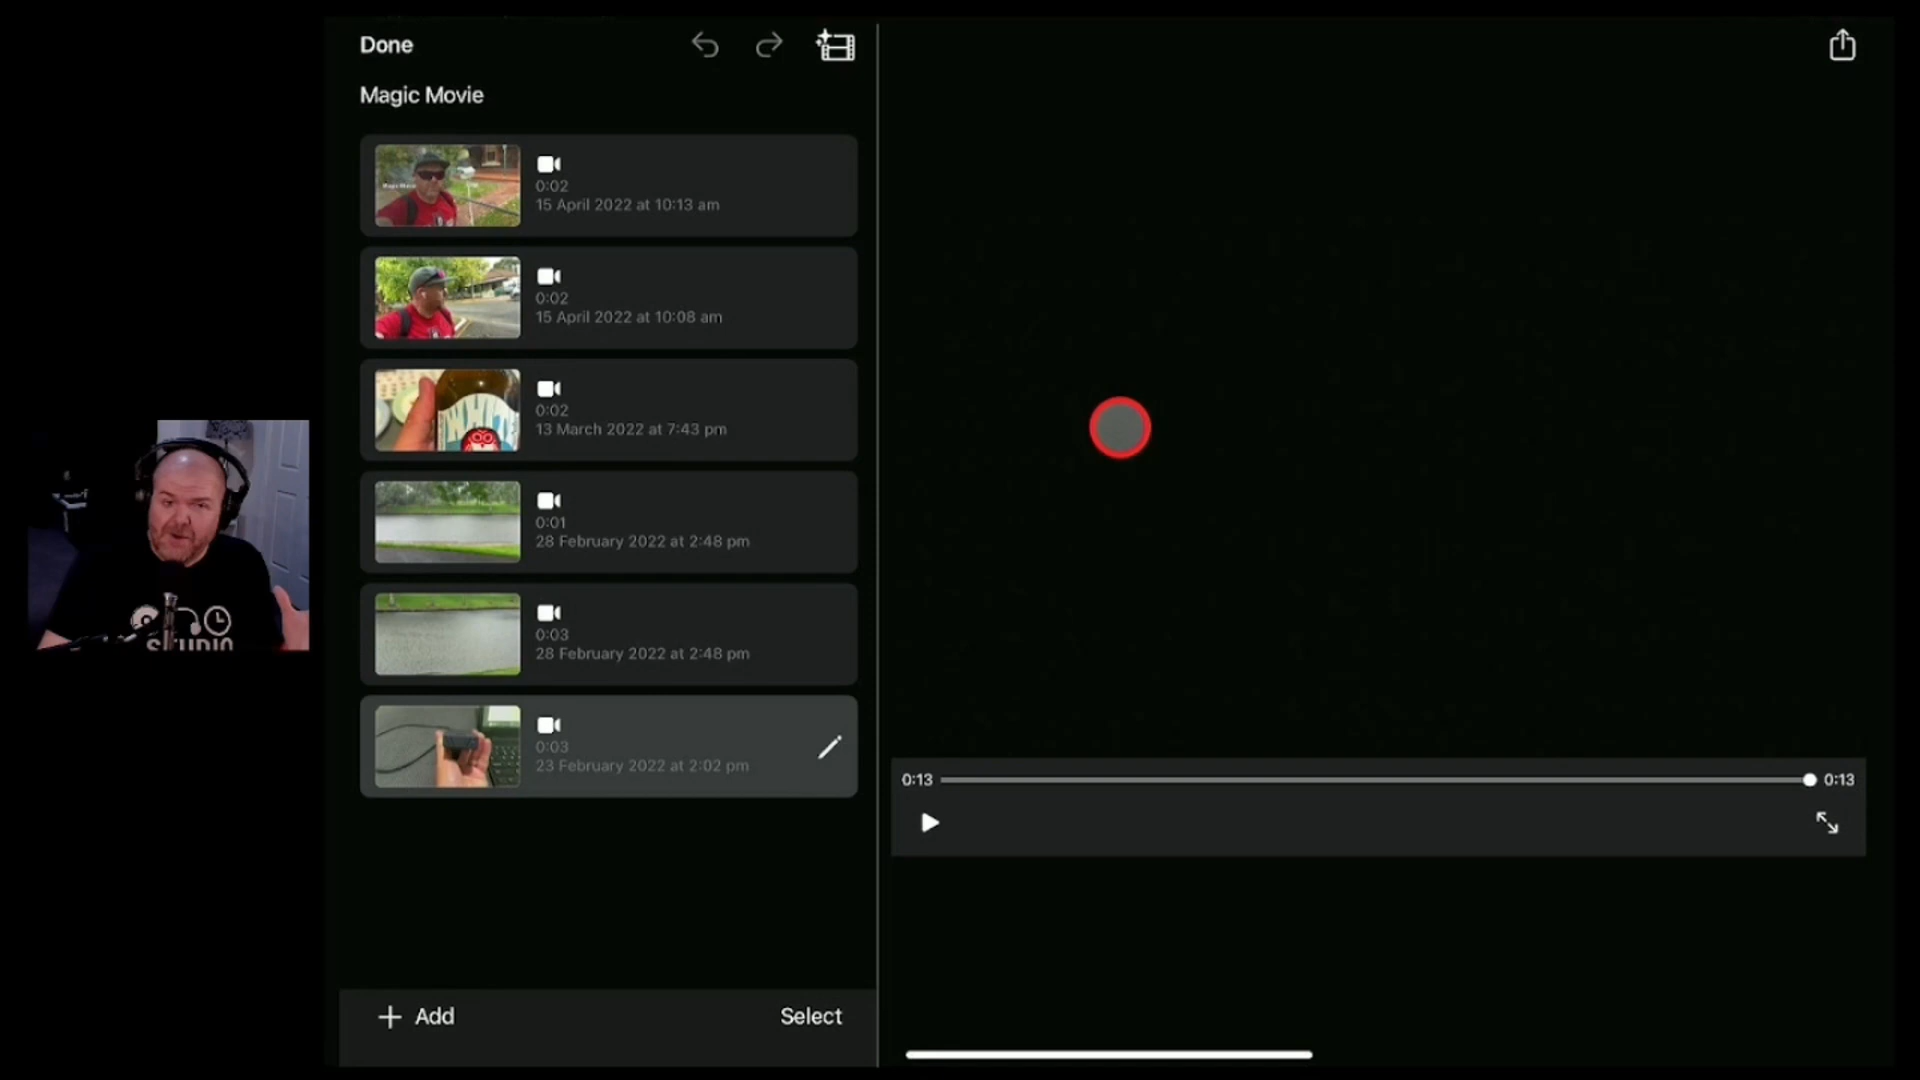 Done
Magic Movie
0:02
15 April 2022 at 10:13 am
0:02
15 April 2022 at 10:08 am
0:02
13 March 2022 at 7:43 pm
0:01
28 February 2022 at 2:48 pm
0:03
28 February 2022 at 2:48 pm
0:03
23 February 2022 at 2:02 pm
+ Add
Select
0:13
0:13
STUDIO